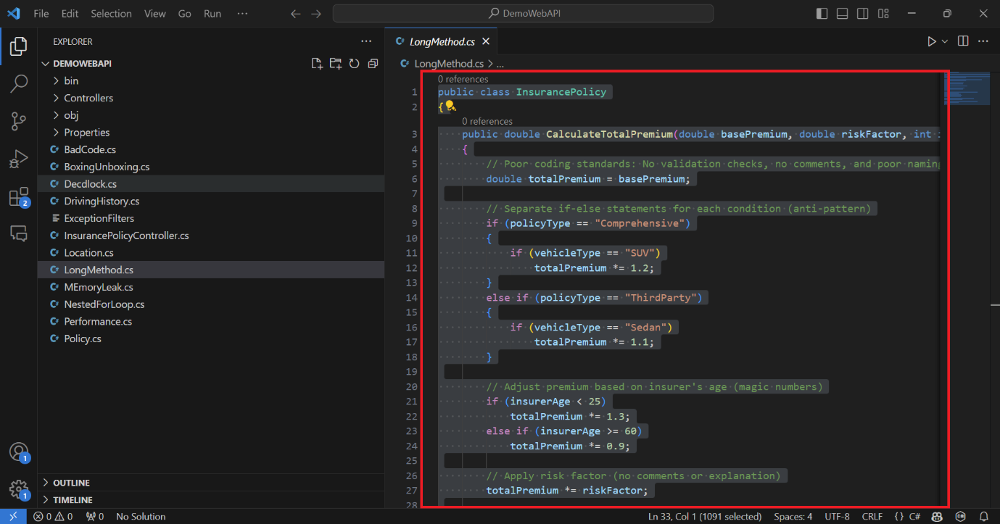 File Edit Selection View Go Run ··· DemoWebAPI
EXPLORER ···
DEMOWEBAPI
bin
Controllers
obj
Properties
C# BadCode.cs
C# BoxingUnboxing.cs
C# Decdlock.cs
C# DrivingHistory.cs
ExceptionFilters
C# InsurancePolicyController.cs
C# Location.cs
C# LongMethod.cs
C# MEmoryLeak.cs
C# NestedForLoop.cs
C# Performance.cs
C# Policy.cs
OUTLINE
TIMELINE
2
1
1
C# LongMethod.cs
C# LongMethod.cs > ...
0 references
1 public class InsurancePolicy
2 {
0 references
3 public double CalculateTotalPremium(double basePremium, double riskFactor, int
4 {
5 // Poor coding standards: No validation checks, no comments, and poor naming
6 double totalPremium = basePremium;
7
8 // Separate if-else statements for each condition (anti-pattern)
9 if (policyType == "Comprehensive")
10 {
11 if (vehicleType == "SUV")
12 totalPremium *= 1.2;
13 }
14 else if (policyType == "ThirdParty")
15 {
16 if (vehicleType == "Sedan")
17 totalPremium *= 1.1;
18 }
19
20 // Adjust premium based on insurer's age (magic numbers)
21 if (insurerAge < 25)
22 totalPremium *= 1.3;
23 else if (insurerAge >= 60)
24 totalPremium *= 0.9;
25
26 // Apply risk factor (no comments or explanation)
27 totalPremium *= riskFactor;
28
0 0 0 No Solution Ln 33, Col 1 (1091 selected) Spaces: 4 UTF-8 CRLF {} C#